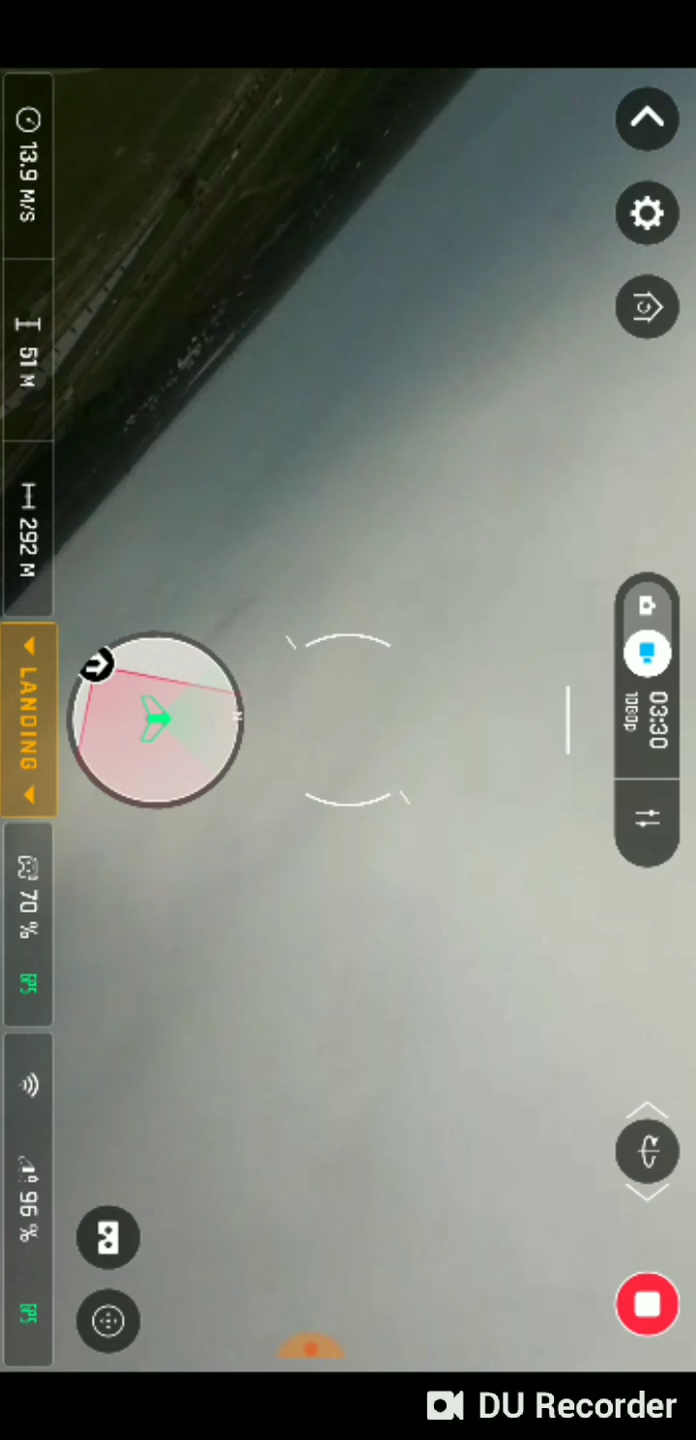 13.9 M/S
51 M
292 M
LANDING
70 %
GPS
96 %
GPS
N
03:30
1080p
DU Recorder